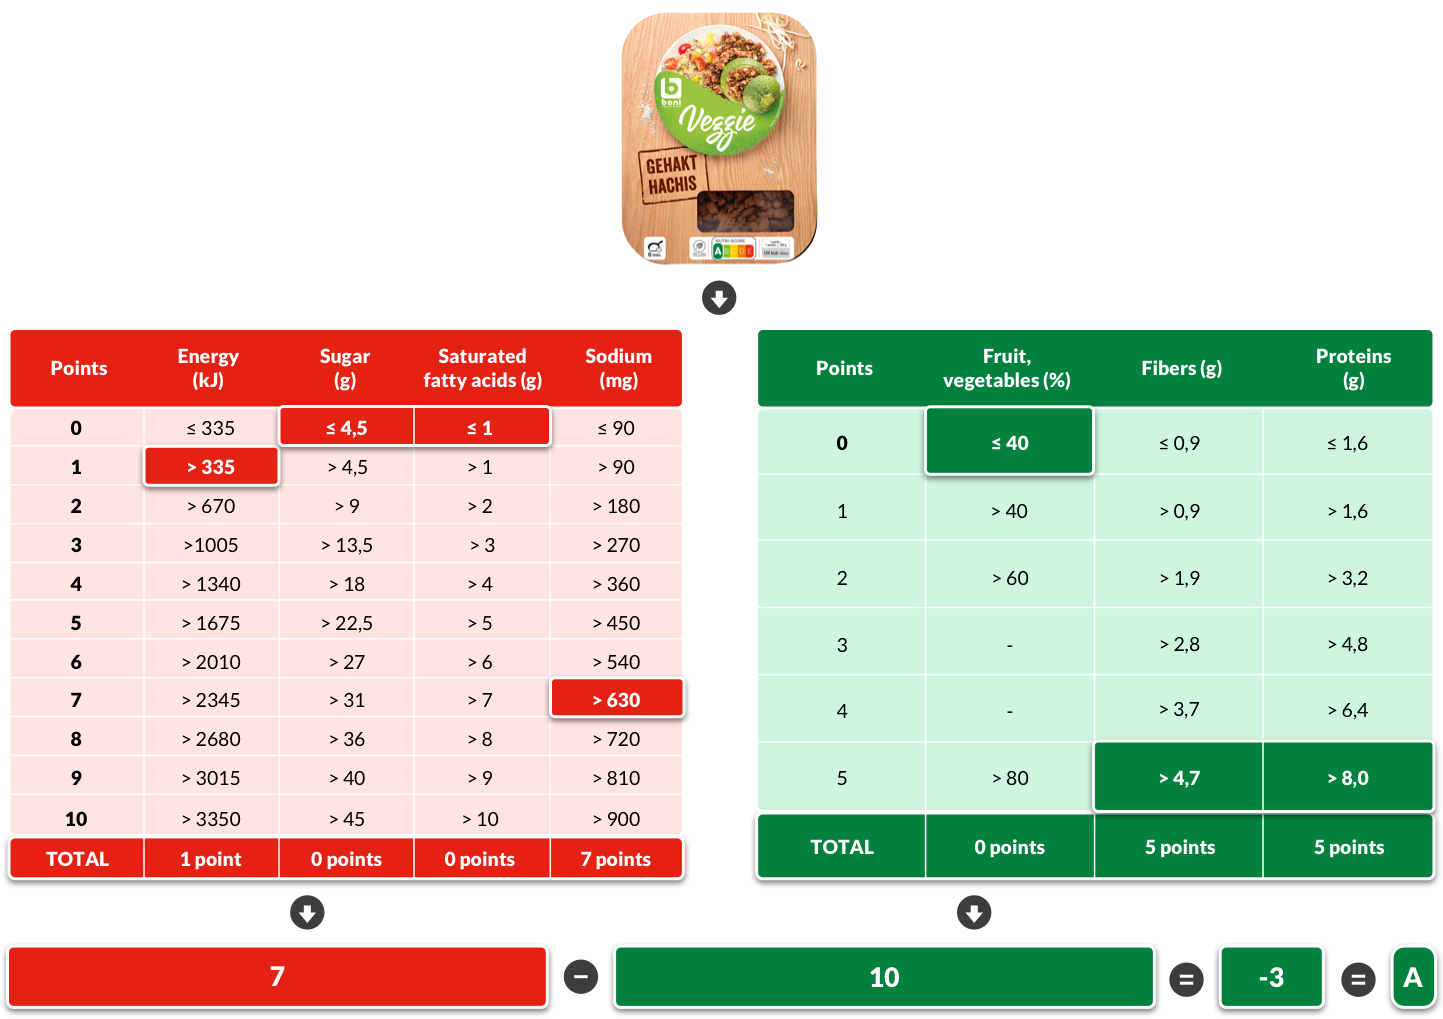 boni
Veggie
GEHAKT
HACHIS
NUTRI-SCORE
A
VEGAN
Points Energy (kJ) Sugar (g) Saturated fatty acids (g) Sodium (mg)
0 ≤ 335 ≤ 4,5 ≤ 1 ≤ 90
1 > 335 > 4,5 > 1 > 90
2 > 670 > 9 > 2 > 180
3 >1005 > 13,5 > 3 > 270
4 > 1340 > 18 > 4 > 360
5 > 1675 > 22,5 > 5 > 450
6 > 2010 > 27 > 6 > 540
7 > 2345 > 31 > 7 > 630
8 > 2680 > 36 > 8 > 720
9 > 3015 > 40 > 9 > 810
10 > 3350 > 45 > 10 > 900
TOTAL 1 point 0 points 0 points 7 points
Points Fruit, vegetables (%) Fibers (g) Proteins (g)
0 ≤ 40 ≤ 0,9 ≤ 1,6
1 > 40 > 0,9 > 1,6
2 > 60 > 1,9 > 3,2
3 - > 2,8 > 4,8
4 - > 3,7 > 6,4
5 > 80 > 4,7 > 8,0
TOTAL 0 points 5 points 5 points
7 − 10 = -3 = A